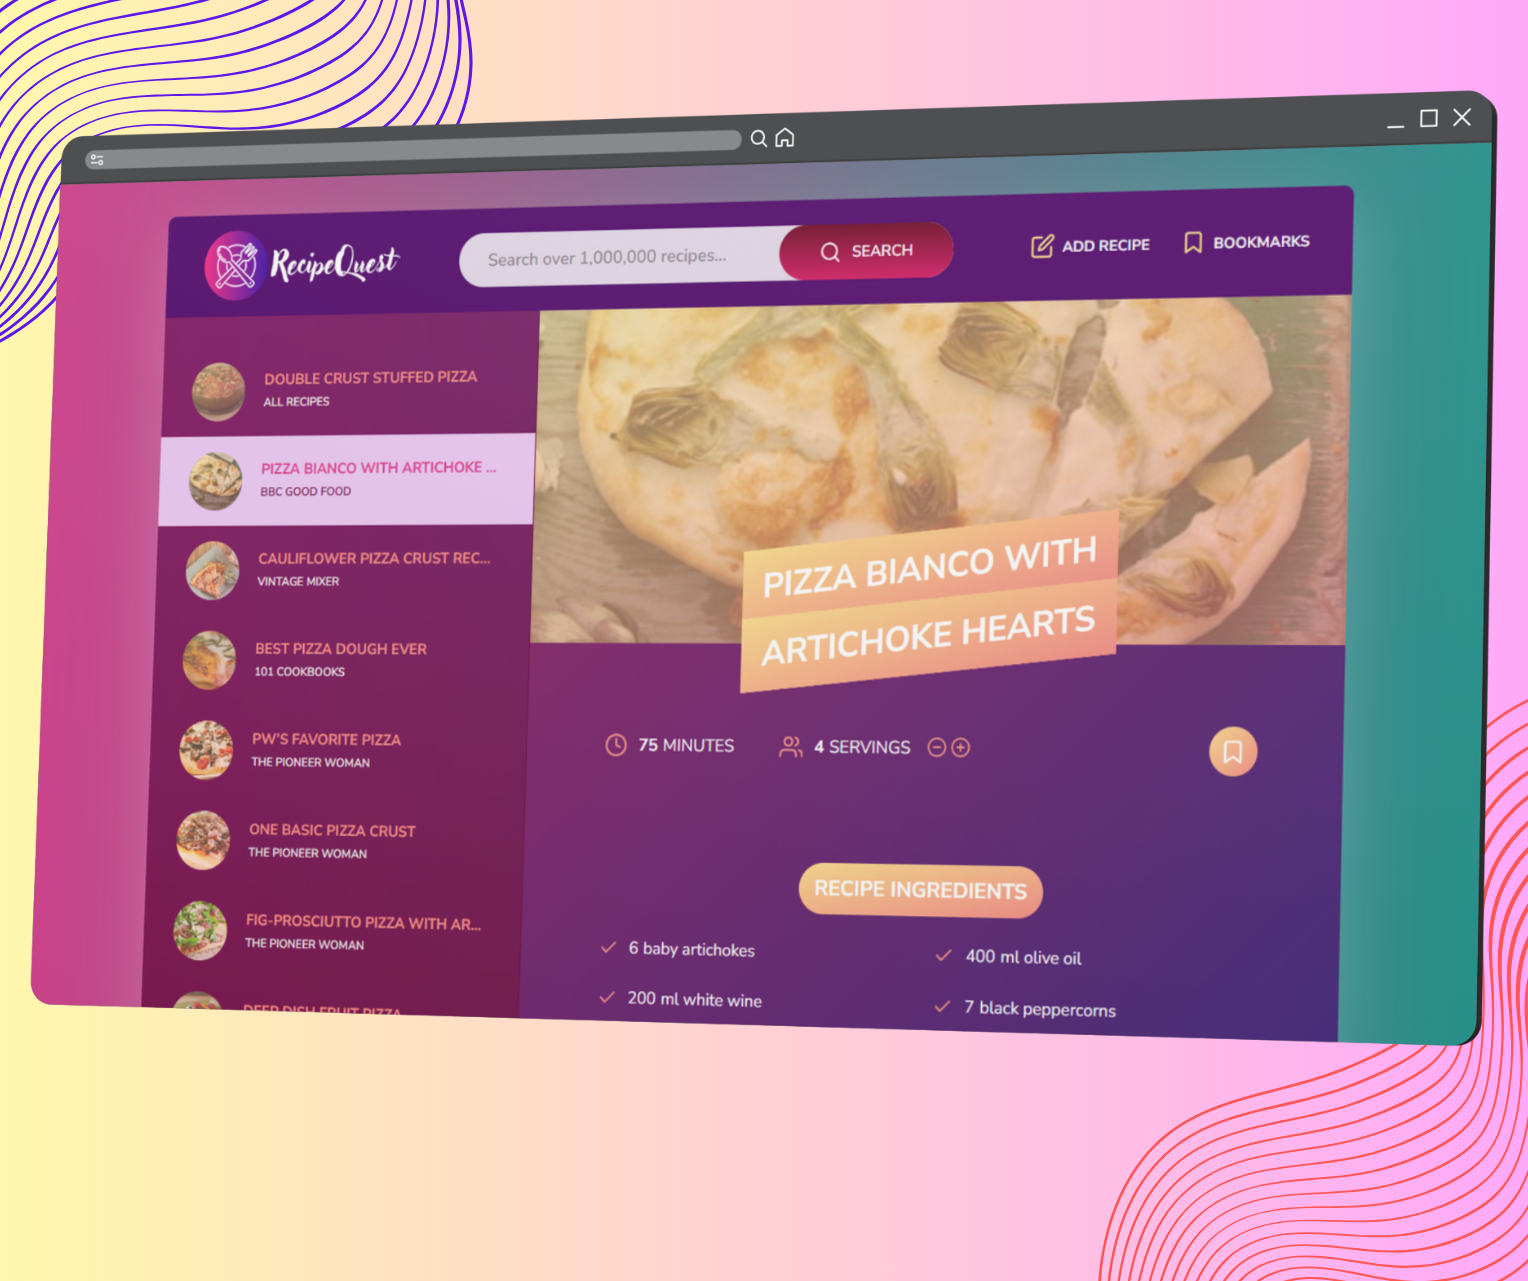 RecipeQuest
Search over 1,000,000 recipes...
SEARCH
ADD RECIPE
BOOKMARKS
DOUBLE CRUST STUFFED PIZZA
ALL RECIPES
PIZZA BIANCO WITH ARTICHOKE ...
BBC GOOD FOOD
CAULIFLOWER PIZZA CRUST REC...
VINTAGE MIXER
BEST PIZZA DOUGH EVER
101 COOKBOOKS
PW'S FAVORITE PIZZA
THE PIONEER WOMAN
ONE BASIC PIZZA CRUST
THE PIONEER WOMAN
FIG-PROSCIUTTO PIZZA WITH AR...
THE PIONEER WOMAN
DEEP DISH FRUIT PIZZA
PIZZA BIANCO WITH
ARTICHOKE HEARTS
75 MINUTES
4 SERVINGS
RECIPE INGREDIENTS
6 baby artichokes
400 ml olive oil
200 ml white wine
7 black peppercorns